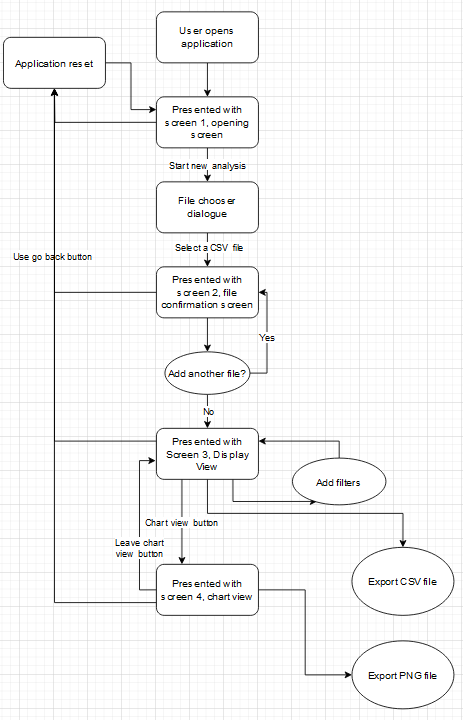 User opens
application
Application reset
Presented with
screen 1, opening
screen
Start new analysis
File chooser
dialogue
Select a CSV file
Use go back button
Presented with
screen 2, file
confirmation screen
Yes
Add another file?
No
Presented with
Screen 3, Display
View
Add filters
Chart view button
Leave chart
view button
Presented with
screen 4, chart view
Export CSV file
Export PNG file